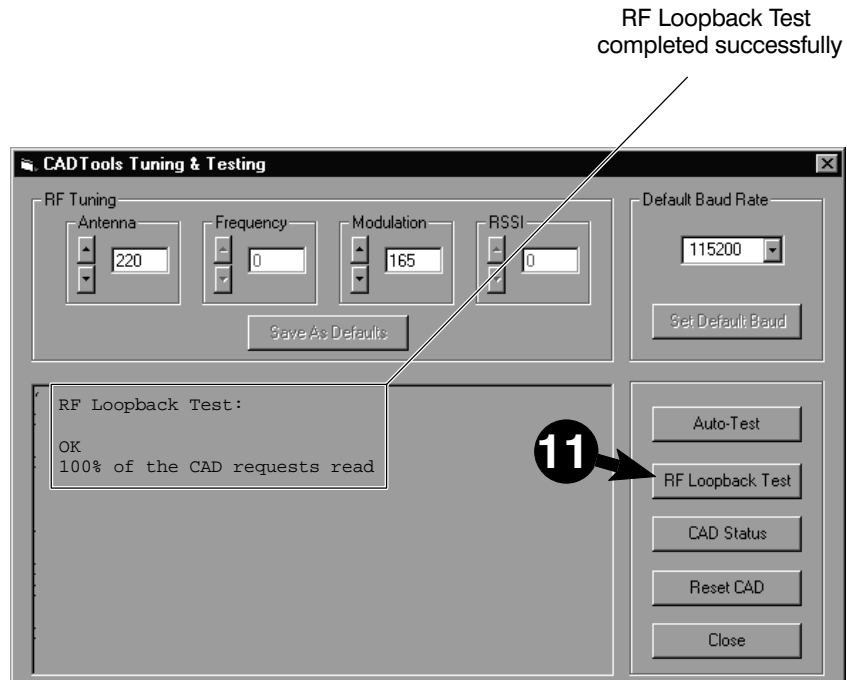 RF Loopback Test
completed successfully
CADTools Tuning & Testing
RF Tuning
Antenna
Frequency
Modulation
RSSI
220
0
165
0
Save As Defaults
Default Baud Rate
115200
Set Default Baud
RF Loopback Test:
OK
100% of the CAD requests read
11
Auto-Test
RF Loopback Test
CAD Status
Reset CAD
Close